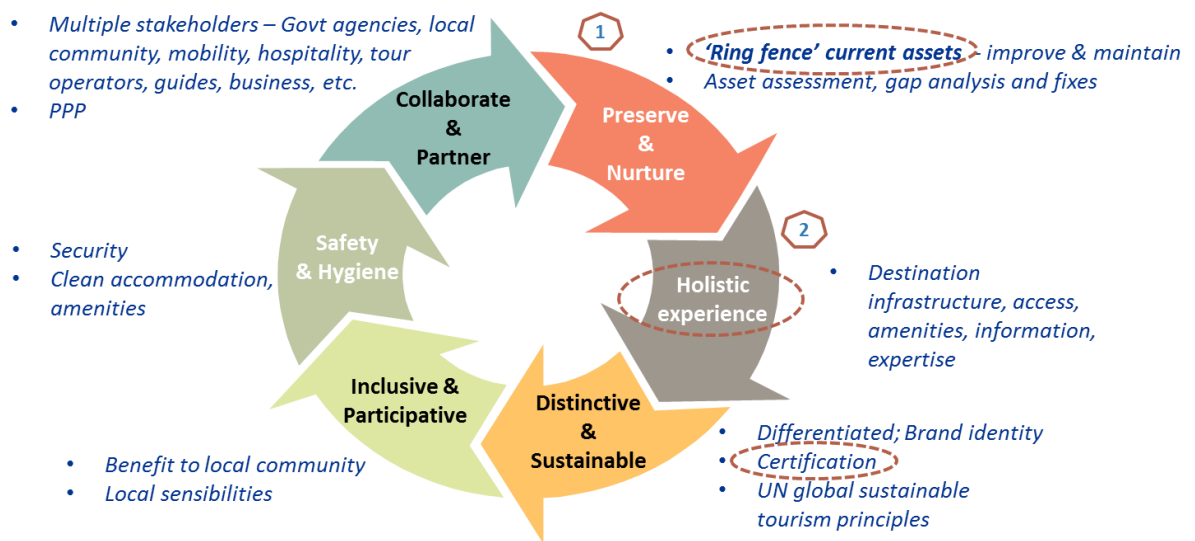 • Multiple stakeholders – Govt agencies, local
community, mobility, hospitality, tour
operators, guides, business, etc.
• PPP
Collaborate
&
Partner
1
• ‘Ring fence’ current assets – improve & maintain
• Asset assessment, gap analysis and fixes
Preserve
&
Nurture
2
Holistic
experience
• Destination
infrastructure, access,
amenities, information,
expertise
Distinctive
&
Sustainable
• Differentiated; Brand identity
• Certification
• UN global sustainable
tourism principles
Inclusive &
Participative
• Benefit to local community
• Local sensibilities
Safety
& Hygiene
• Security
• Clean accommodation,
amenities